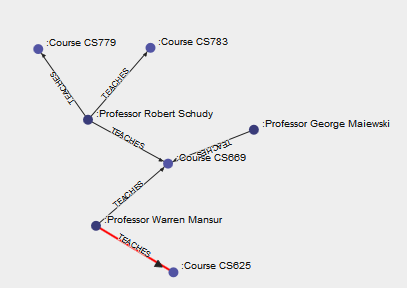 :Course CS779
:Course CS783
TEACHES
TEACHES
:Professor Robert Schudy
:Professor George Maiewski
TEACHES
TEACHES
:Course CS669
TEACHES
:Professor Warren Mansur
TEACHES
:Course CS625